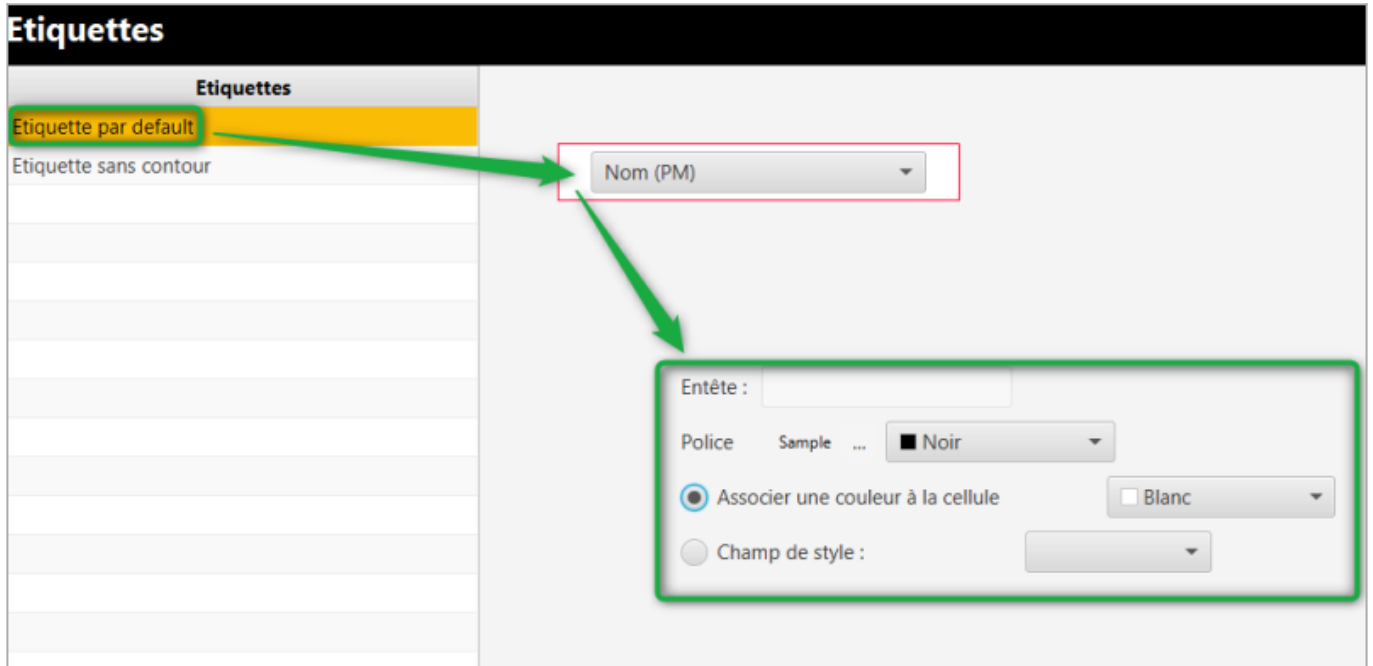 Etiquettes
Etiquettes
Etiquette par default
Etiquette sans contour
Nom (PM)
Entête :
Police Sample ... Noir
Associer une couleur à la cellule Blanc
Champ de style :